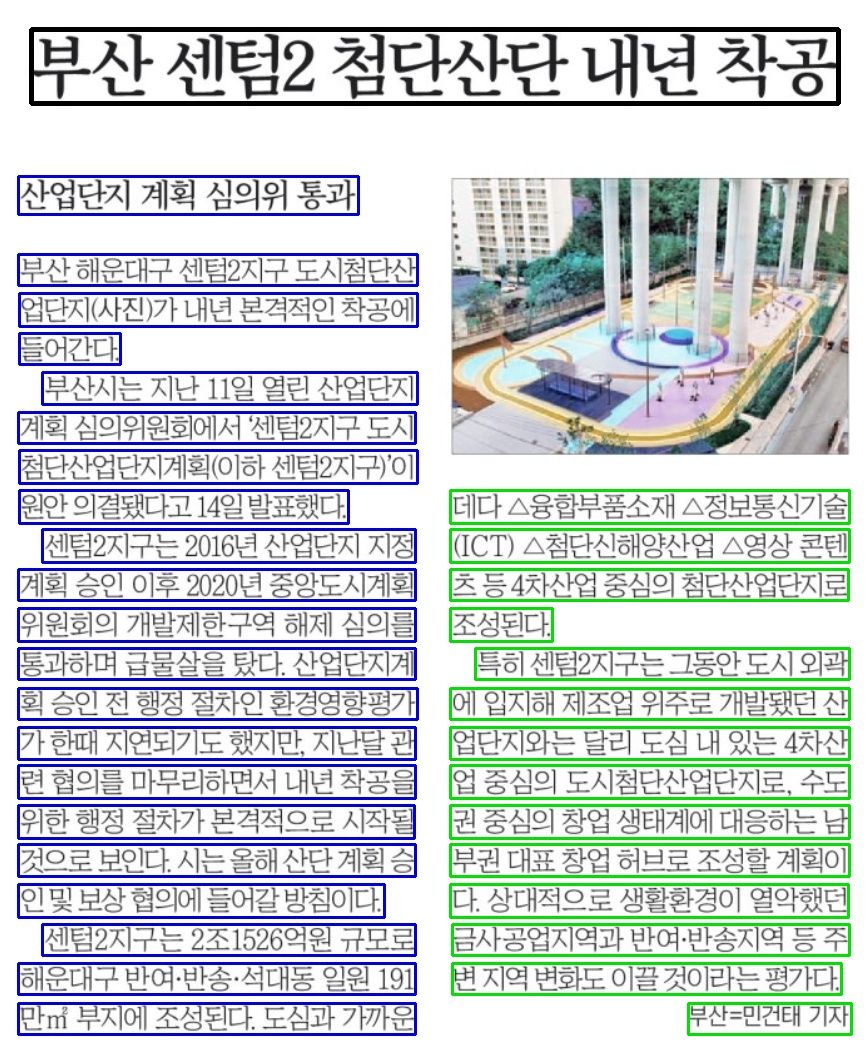 부산 센텀2 첨단산단 내년 착공
산업단지 계획 심의위 통과
부산 해운대구 센텀2지구 도시첨단산
업단지(사진)가 내년 본격적인 착공에
들어간다.
부산시는 지난 11일 열린 산업단지
계획 심의위원회에서 ‘센텀2지구 도시
첨단산업단지계획(이하 센텀2지구)’이
원안 의결됐다고 14일 발표했다.
센텀2지구는 2016년 산업단지 지정
계획 승인 이후 2020년 중앙도시계획
위원회의 개발제한구역 해제 심의를
통과하며 급물살을 탔다. 산업단지계
획 승인 전 행정 절차인 환경영향평가
가 한때 지연되기도 했지만, 지난달 관
련 협의를 마무리하면서 내년 착공을
위한 행정 절차가 본격적으로 시작될
것으로 보인다. 시는 올해 산단 계획 승
인 및 보상 협의에 들어갈 방침이다.
센텀2지구는 2조1526억원 규모로
해운대구 반여·반송·석대동 일원 191
만㎡ 부지에 조성된다. 도심과 가까운
데다 △융합부품소재 △정보통신기술
(ICT) △첨단신해양산업 △영상 콘텐
츠 등 4차산업 중심의 첨단산업단지로
조성된다.
특히 센텀2지구는 그동안 도시 외곽
에 입지해 제조업 위주로 개발됐던 산
업단지와는 달리 도심 내 있는 4차산
업 중심의 도시첨단산업단지로, 수도
권 중심의 창업 생태계에 대응하는 남
부권 대표 창업 허브로 조성할 계획이
다. 상대적으로 생활환경이 열악했던
금사공업지역과 반여·반송지역 등 주
변 지역 변화도 이끌 것이라는 평가다.
부산=민건태 기자